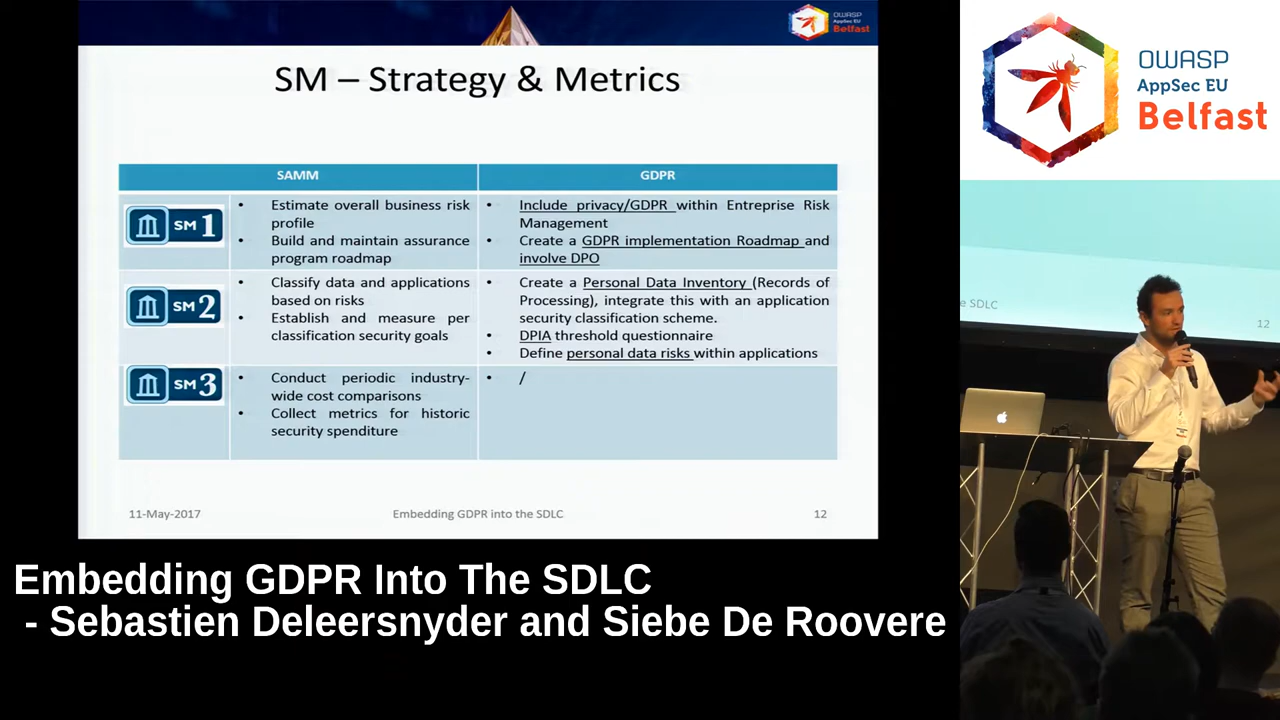 OWASP
AppSec EU
Belfast
SM – Strategy & Metrics
SAMM
GDPR
SM 1
• Estimate overall business risk
profile
• Build and maintain assurance
program roadmap
• Include privacy/GDPR within Entreprise Risk
Management
• Create a GDPR implementation Roadmap and
involve DPO
SM 2
• Classify data and applications
based on risks
• Establish and measure per
classification security goals
• Create a Personal Data Inventory (Records of
Processing), integrate this with an application
security classification scheme.
• DPIA threshold questionnaire
• Define personal data risks within applications
SM 3
• Conduct periodic industry-
wide cost comparisons
• Collect metrics for historic
security spenditure
• /
11-May-2017
Embedding GDPR into the SDLC
12
OWASP
AppSec EU
Belfast
e SDLC
12
Embedding GDPR Into The SDLC
- Sebastien Deleersnyder and Siebe De Roovere